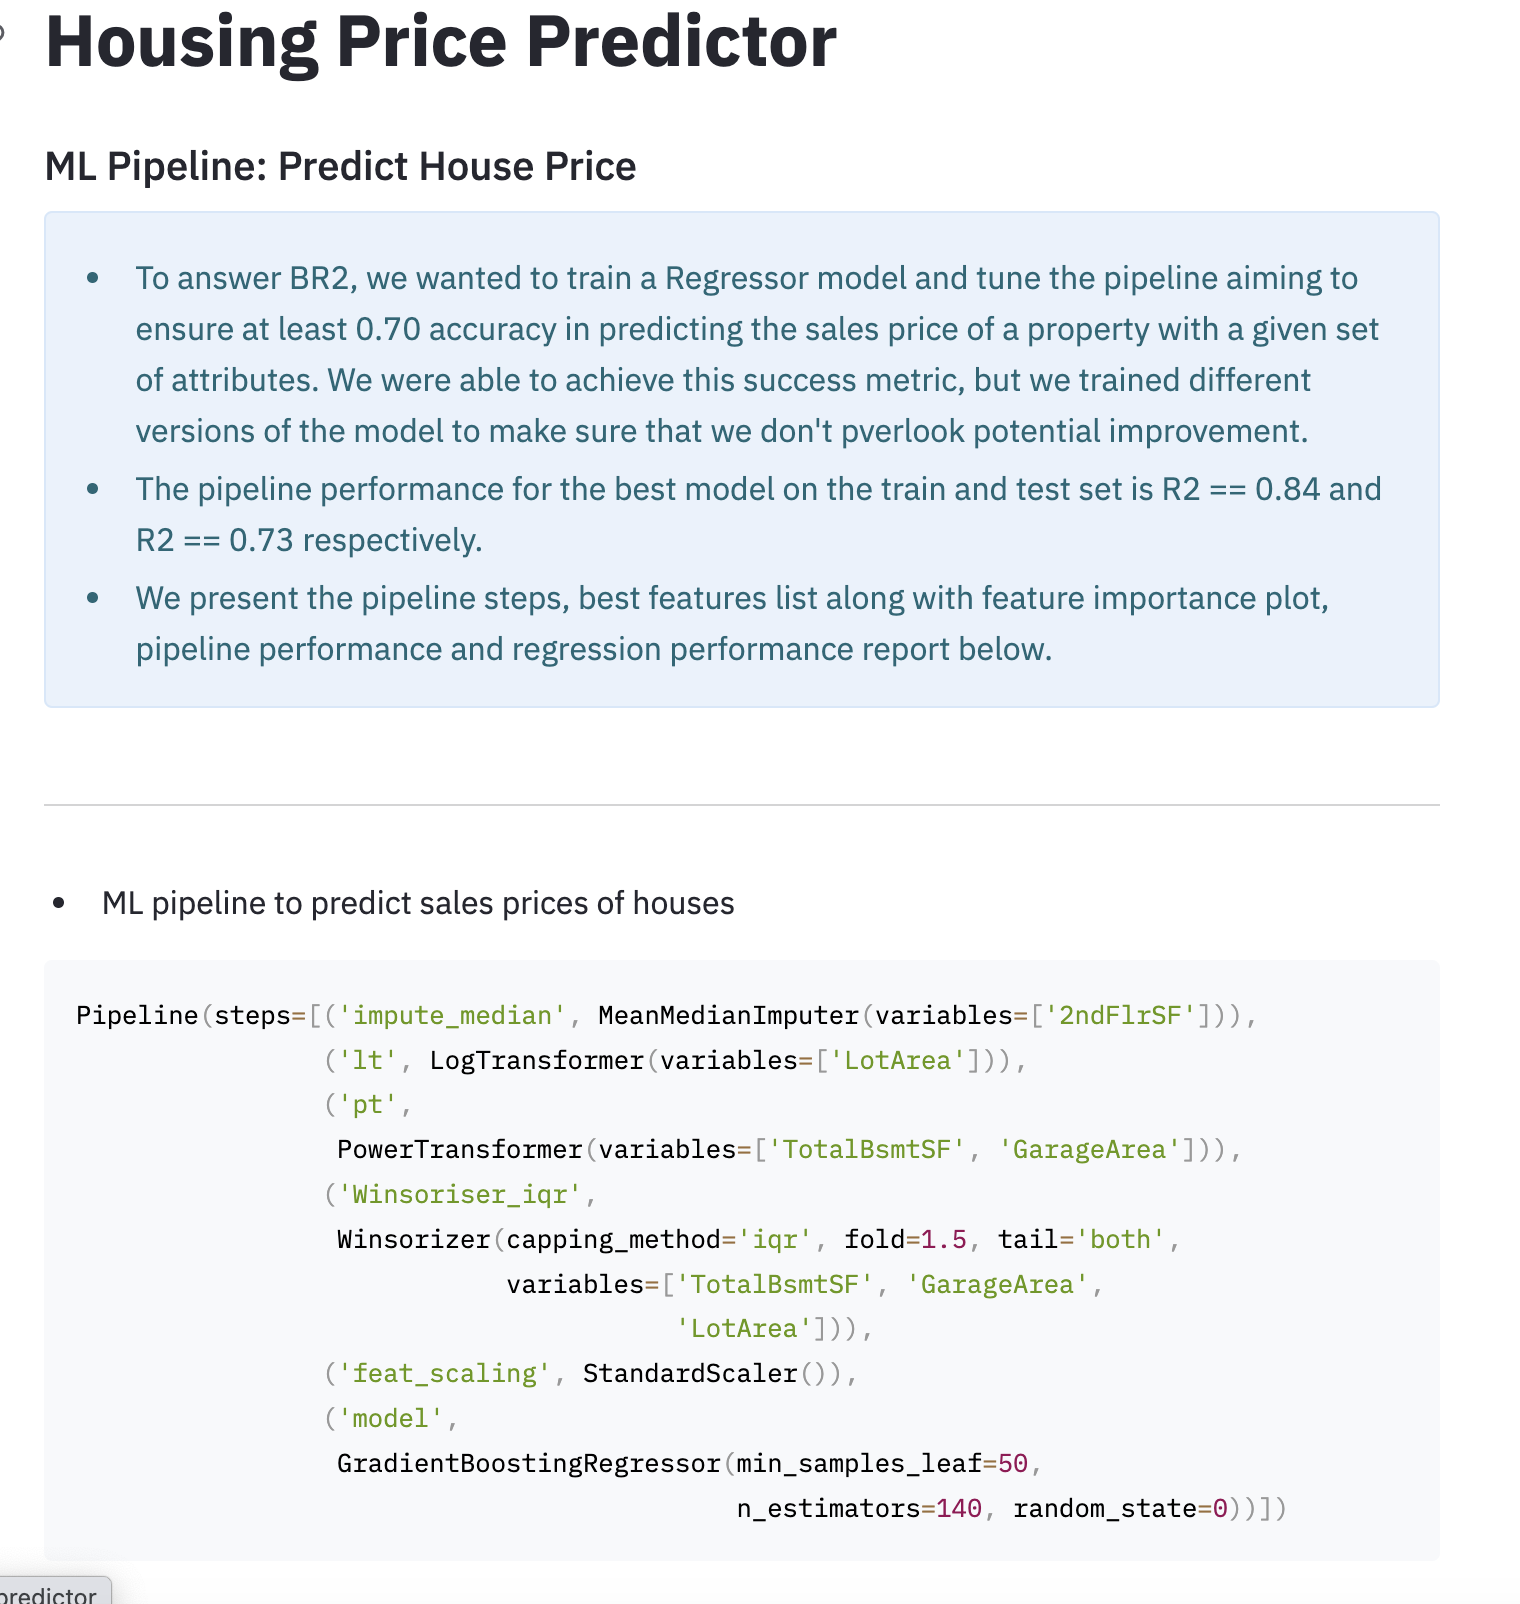 Housing Price Predictor
ML Pipeline: Predict House Price
• To answer BR2, we wanted to train a Regressor model and tune the pipeline aiming to
ensure at least 0.70 accuracy in predicting the sales price of a property with a given set
of attributes. We were able to achieve this success metric, but we trained different
versions of the model to make sure that we don't pverlook potential improvement.
• The pipeline performance for the best model on the train and test set is R2 == 0.84 and
R2 == 0.73 respectively.
• We present the pipeline steps, best features list along with feature importance plot,
pipeline performance and regression performance report below.
• ML pipeline to predict sales prices of houses
Pipeline(steps=[('impute_median', MeanMedianImputer(variables=['2ndFlrSF'])),
('lt', LogTransformer(variables=['LotArea'])),
('pt',
PowerTransformer(variables=['TotalBsmtSF', 'GarageArea'])),
('Winsoriser_iqr',
Winsorizer(capping_method='iqr', fold=1.5, tail='both',
variables=['TotalBsmtSF', 'GarageArea',
'LotArea'])),
('feat_scaling', StandardScaler()),
('model',
GradientBoostingRegressor(min_samples_leaf=50,
n_estimators=140, random_state=0))])
predictor